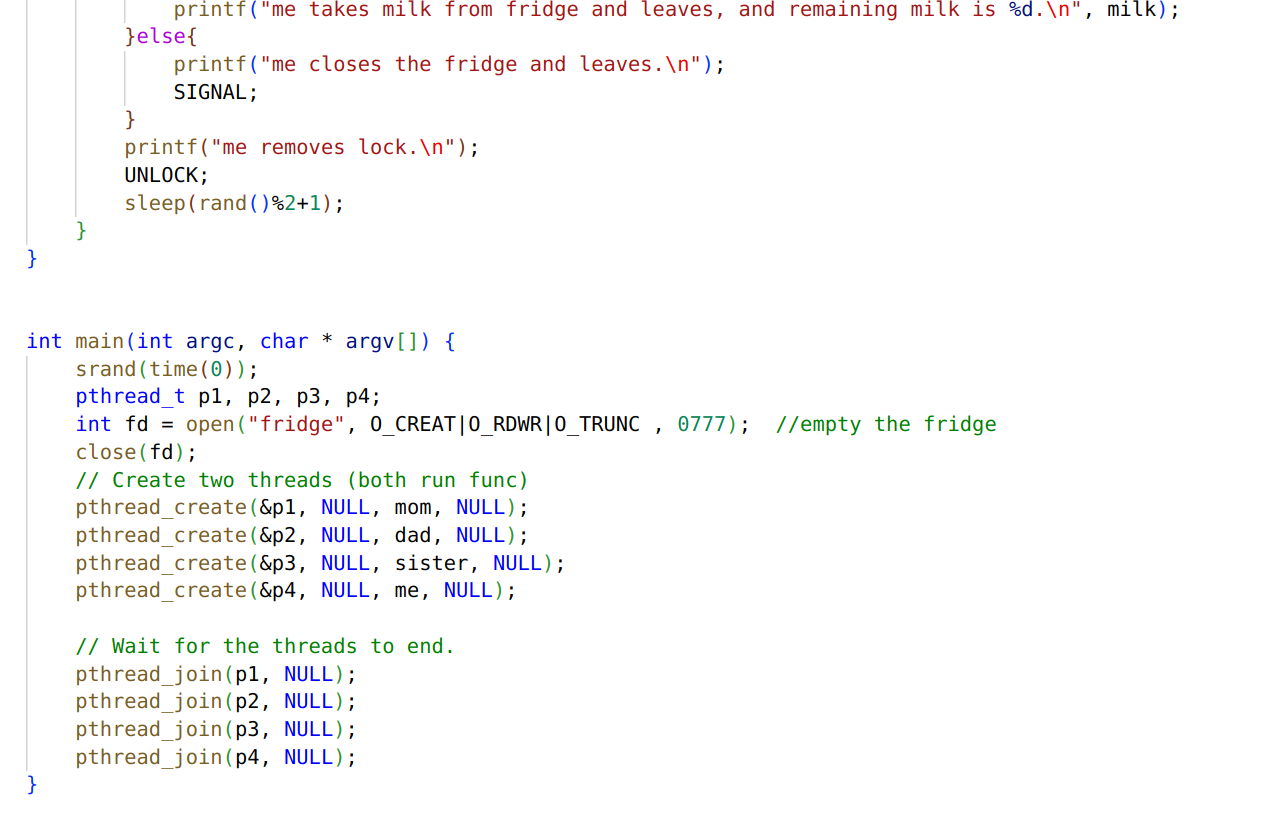 printf("me takes milk from fridge and leaves, and remaining milk is %d.\n", milk);
}else{
printf("me closes the fridge and leaves.\n");
SIGNAL;
}
printf("me removes lock.\n");
UNLOCK;
sleep(rand()%2+1);
}
}
int main(int argc, char * argv[]) {
srand(time(0));
pthread_t p1, p2, p3, p4;
int fd = open("fridge", O_CREAT|O_RDWR|O_TRUNC , 0777);  //empty the fridge
close(fd);
// Create two threads (both run func)
pthread_create(&p1, NULL, mom, NULL);
pthread_create(&p2, NULL, dad, NULL);
pthread_create(&p3, NULL, sister, NULL);
pthread_create(&p4, NULL, me, NULL);
// Wait for the threads to end.
pthread_join(p1, NULL);
pthread_join(p2, NULL);
pthread_join(p3, NULL);
pthread_join(p4, NULL);
}